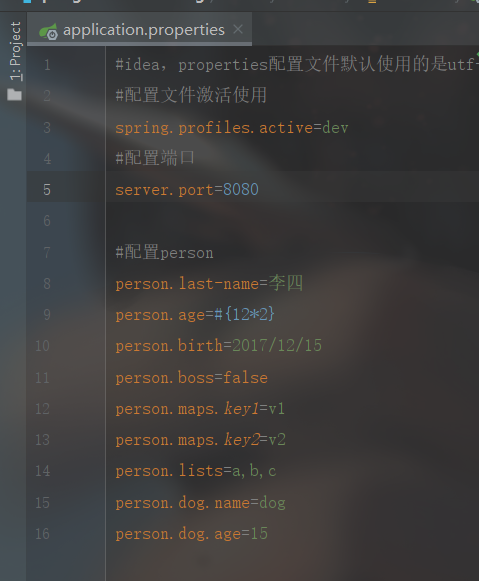 application.properties
1: Project
1 #idea, properties配置文件默认使用的是utf-
2 #配置文件激活使用
3 spring.profiles.active=dev
4 #配置端口
5 server.port=8080
6
7 #配置person
8 person.last-name=李四
9 person.age=#{12*2}
10 person.birth=2017/12/15
11 person.boss=false
12 person.maps.key1=v1
13 person.maps.key2=v2
14 person.lists=a,b,c
15 person.dog.name=dog
16 person.dog.age=15